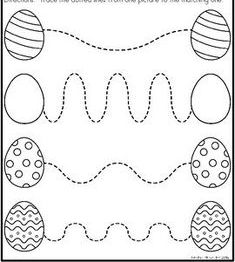 Directions: Trace the dotted lines from one picture to the matching one.